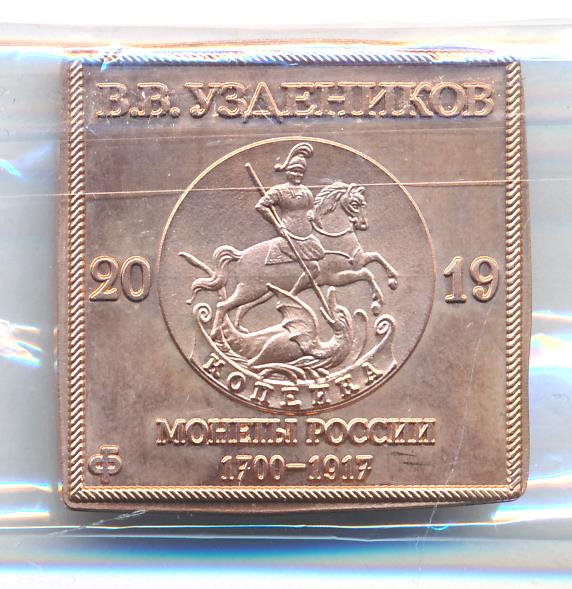 В.В. УЗДЕНИКОВ
20 19
КОПЕЙКА
МОНЕТЫ РОССИИ
1700-1917